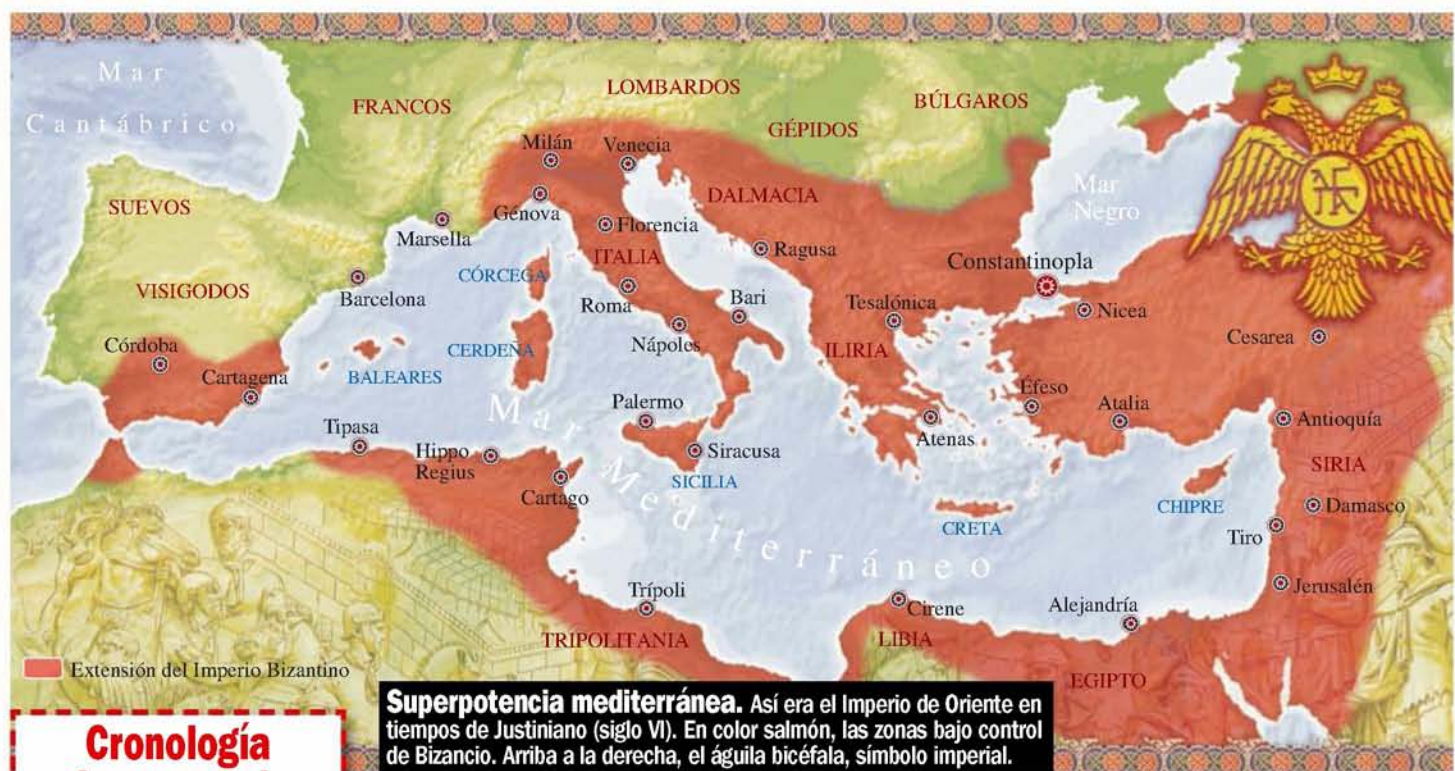 Mar
Cantábrico
FRANCOS
LOMBARDOS
BÚLGAROS
GÉPIDOS
Milán
Venecia
DALMACIA
Mar
Negro
SUEVOS
Génova
Florencia
Marsella
Ragusa
Constantinopla
CÓRCEGA
ITALIA
VISIGODOS
Barcelona
Roma
Bari
Tesalónica
Nicea
Córdoba
CERDEÑA
Nápoles
ILIRIA
Cesarea
Cartagena
BALEARES
Éfeso
Atalia
Palermo
Atenas
Antioquía
Tipasa
Hippo
Regius
Siracusa
SICILIA
SIRIA
Cartago
Mar Mediterráneo
CRETA
CHIPRE
Damasco
Tiro
Trípoli
Cirene
Alejandría
Jerusalén
TRIPOLITANIA
LIBIA
EGIPTO
Extensión del Imperio Bizantino
Superpotencia mediterránea. Así era el Imperio de Oriente en
tiempos de Justiniano (siglo VI). En color salmón, las zonas bajo control
de Bizancio. Arriba a la derecha, el águila bicéfala, símbolo imperial.
Cronología